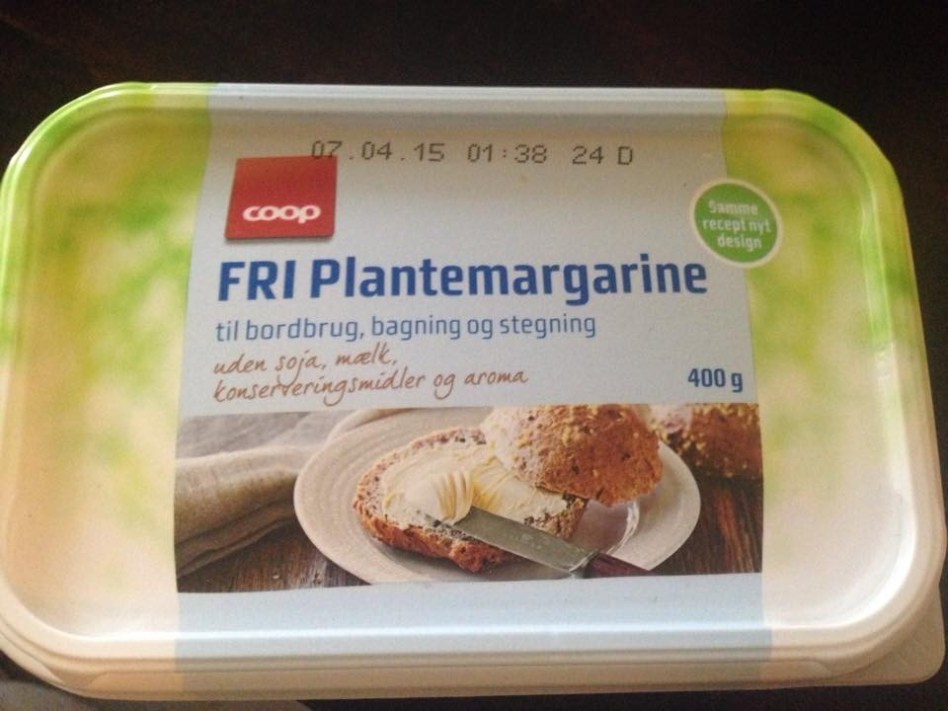 07.04.15 01:38 24 D
coop
Samme
recept nyt
design
FRI Plantemargarine
til bordbrug, bagning og stegning
uden soja, mælk,
konserveringsmidler og aroma
400 g